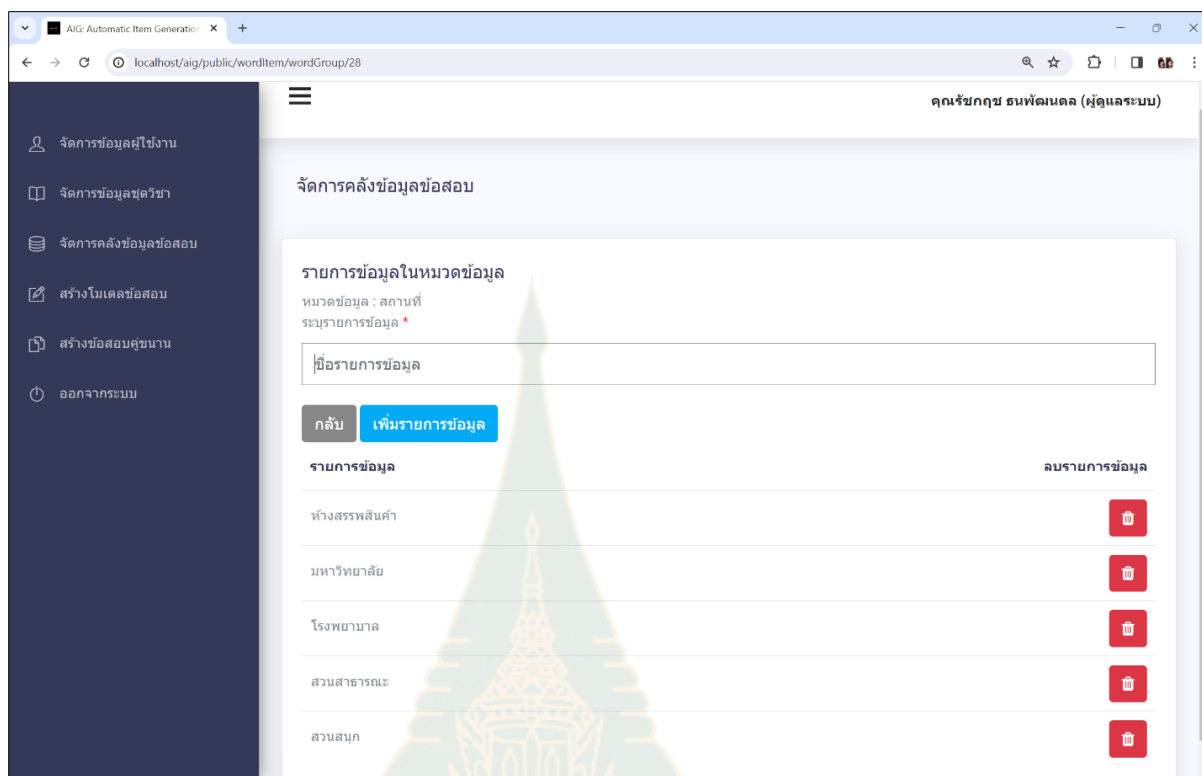 AIG: Automatic Item Generation
localhost/aig/public/wordItem/wordGroup/28
คุณรัชกฤช ธนพัฒนดล (ผู้ดูแลระบบ)
จัดการข้อมูลผู้ใช้งาน
จัดการข้อมูลชุดวิชา
จัดการคลังข้อมูลข้อสอบ
สร้างโมเดลข้อสอบ
สร้างข้อสอบคู่ขนาน
ออกจากระบบ
จัดการคลังข้อมูลข้อสอบ
รายการข้อมูลในหมวดข้อมูล
หมวดข้อมูล : สถานที่
ระบุรายการข้อมูล *
ชื่อรายการข้อมูล
กลับ เพิ่มรายการข้อมูล
รายการข้อมูล ลบรายการข้อมูล
ห้างสรรพสินค้า
มหาวิทยาลัย
โรงพยาบาล
สวนสาธารณะ
สวนสนุก